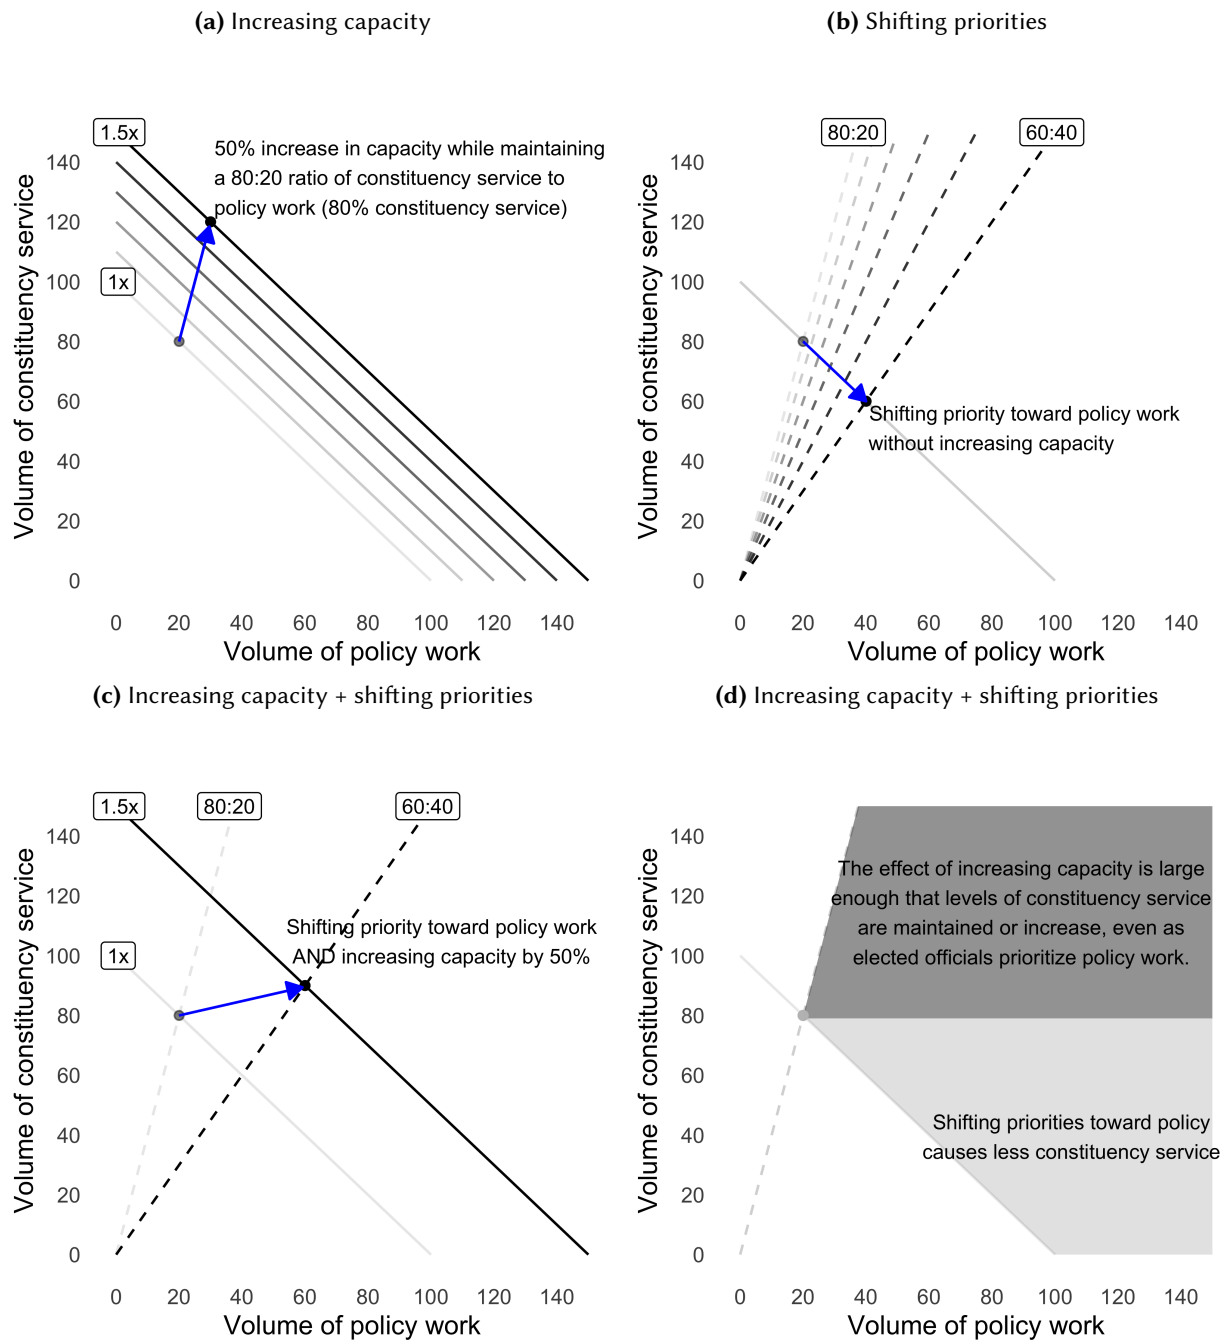 (a) Increasing capacity
1.5x
50% increase in capacity while maintaining
a 80:20 ratio of constituency service to
policy work (80% constituency service)
1x
140
120
100
80
60
40
20
0
0 20 40 60 80 100 120 140
Volume of constituency service
Volume of policy work
(b) Shifting priorities
80:20
60:40
140
120
100
80
60
40
20
0
Shifting priority toward policy work
without increasing capacity
0 20 40 60 80 100 120 140
Volume of constituency service
Volume of policy work
(c) Increasing capacity + shifting priorities
1.5x
80:20
60:40
1x
140
120
100
80
60
40
20
0
Shifting priority toward policy work
AND increasing capacity by 50%
0 20 40 60 80 100 120 140
Volume of constituency service
Volume of policy work
(d) Increasing capacity + shifting priorities
140
120
100
80
60
40
20
0
The effect of increasing capacity is large
enough that levels of constituency service
are maintained or increase, even as
elected officials prioritize policy work.
Shifting priorities toward policy
causes less constituency service
0 20 40 60 80 100 120 140
Volume of constituency service
Volume of policy work